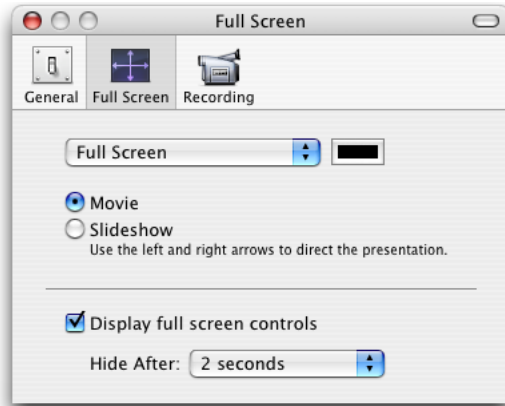 Full Screen
General Full Screen Recording
Full Screen
Movie
Slideshow
Use the left and right arrows to direct the presentation.
Display full screen controls
Hide After: 2 seconds